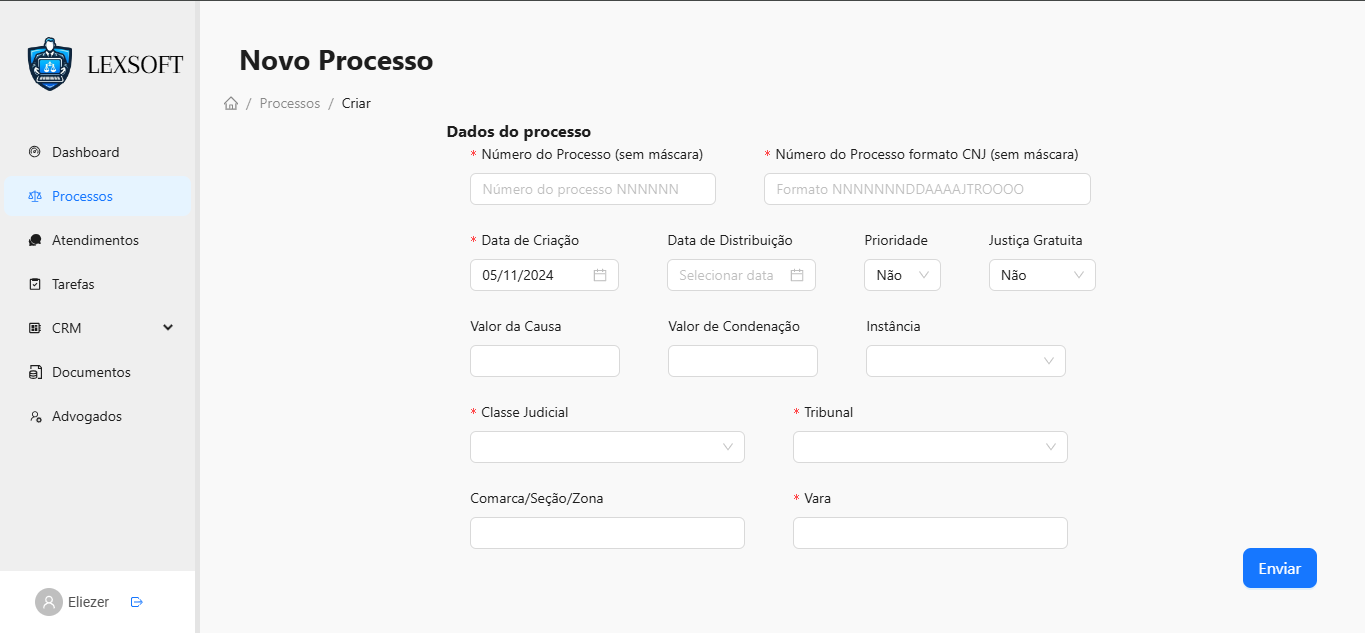 LEXSOFT
Dashboard
Processos
Atendimentos
Tarefas
CRM
Documentos
Advogados
Eliezer
Novo Processo
/ Processos / Criar
Dados do processo
* Número do Processo (sem máscara) * Número do Processo formato CNJ (sem máscara)
Número do processo NNNNNN Formato NNNNNNNDDAAAAJTROOOO
* Data de Criação Data de Distribuição Prioridade Justiça Gratuita
05/11/2024 Selecionar data Não Não
Valor da Causa Valor de Condenação Instância
* Classe Judicial * Tribunal
Comarca/Seção/Zona * Vara
Enviar